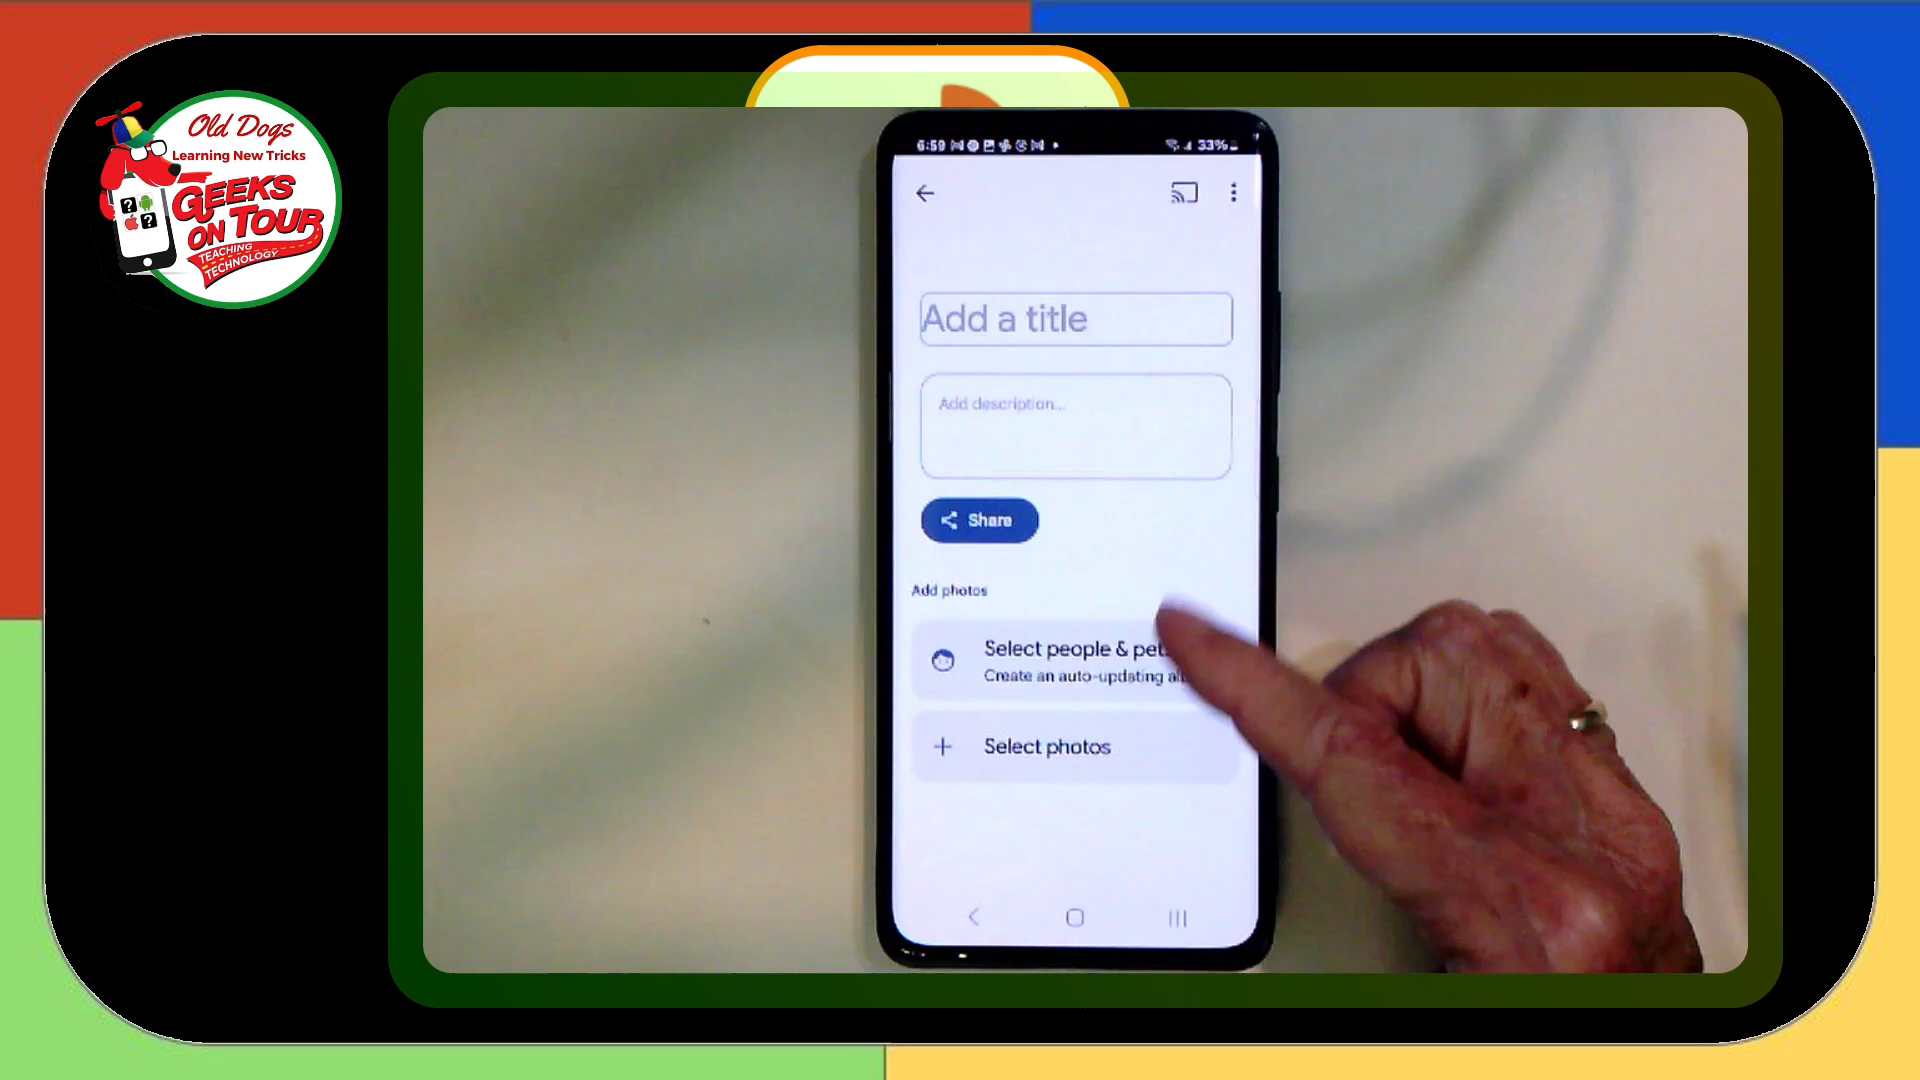 Old Dogs
Learning New Tricks
GEEKS
ON TOUR
TEACHING
TECHNOLOGY
6:59
33%
Add a title
Add description...
Share
Add photos
Select people & pet
Create an auto-updating
Select photos